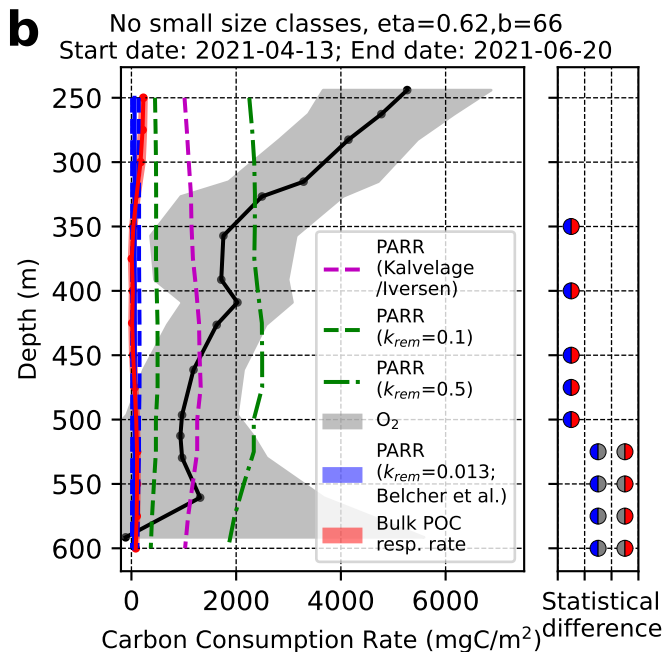 b
No small size classes, eta=0.62,b=66
Start date: 2021-04-13; End date: 2021-06-20
250
300
350
400
450
500
550
600
Depth (m)
PARR
(Kalvelage
/Iversen)
PARR
(k_rem=0.1)
PARR
(k_rem=0.5)
O₂
PARR
(k_rem=0.013;
Belcher et al.)
Bulk POC
resp. rate
0 2000 4000 6000
Carbon Consumption Rate (mgC/m²)
Statistical
difference